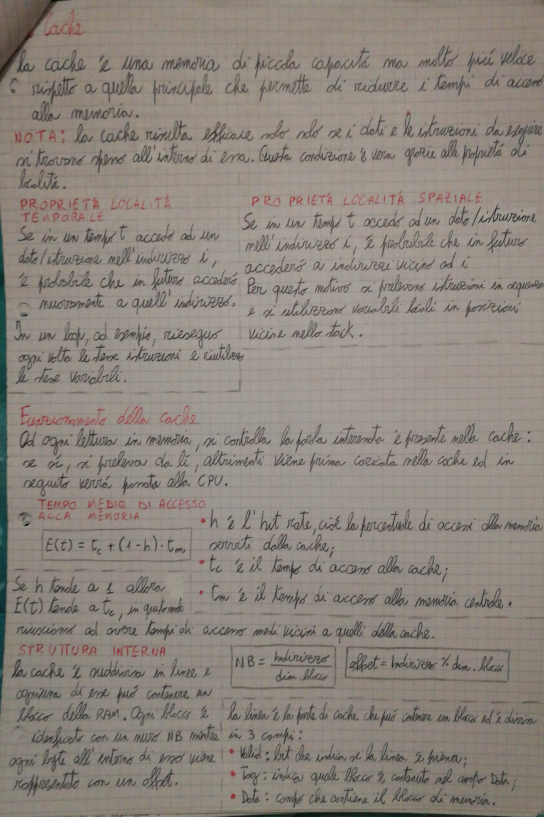 Cache
la cache è una memoria di piccola capacità ma molto più veloce
rispetto a quella principale che permette di ridurre i tempi di accesso
alla memoria.
NOTA: la cache risulta efficace solo se i dati e le istruzioni da eseguire
si trovano spesso all'interno di essa. Questa condizione è vera grazie alle proprietà di
località.
PROPRIETÀ LOCALITÀ
TEMPORALE
Se in un tempo t accedo ad un
dato/istruzione nell'indirizzo i,
è probabile che in futuro accederò
nuovamente a quell'indirizzo.
In un loop, ad esempio, rieseguo
ogni volta le stesse istruzioni e riutilizzo
le stesse variabili.
PROPRIETÀ LOCALITÀ SPAZIALE
Se in un tempo t accedo ad un dato/istruzione
nell'indirizzo i, è probabile che in futuro
accederò a indirizzi vicino ad i
Per questo motivo si prelevano istruzioni in sequenza
e si utilizzano variabili locali in posizioni
vicine nello stack.
Funzionamento della cache
Ad ogni lettura in memoria, si controlla la parola interessata è presente nella cache:
se sì, si preleva da lì, altrimenti viene prima caricata nella cache ed in
seguito verrà passata alla CPU.
TEMPO MEDIO DI ACCESSO
ALLA MEMORIA
E(t) = tc + (1-h)·tm
• h è l'hit rate, cioè la percentuale di accessi alla memoria
serviti dalla cache;
• tc è il tempo di accesso alla cache;
• tm è il tempo di accesso alla memoria centrale.
Se h tende a 1 allora
E(t) tende a tc, in questo modo
riusciamo ad avere tempi di accesso medi vicini a quelli della cache.
STRUTTURA INTERNA
la cache è suddivisa in linee e
ognuna di esse può contenere un
blocco della RAM. Ogni blocco è
identificato con un numero NB mentre
ogni byte all'interno di esso viene
rappresentato con un offset.
NB = Indirizzo / dim. blocco
offset = Indirizzo % dim. blocco
la linea è la parte di cache che può contenere un blocco ed è divisa
in 3 campi:
• Valid: bit che indica se la linea è piena;
• Tag: indica quale blocco è contenuto nel campo Data;
• Data: campo che contiene il blocco di memoria.